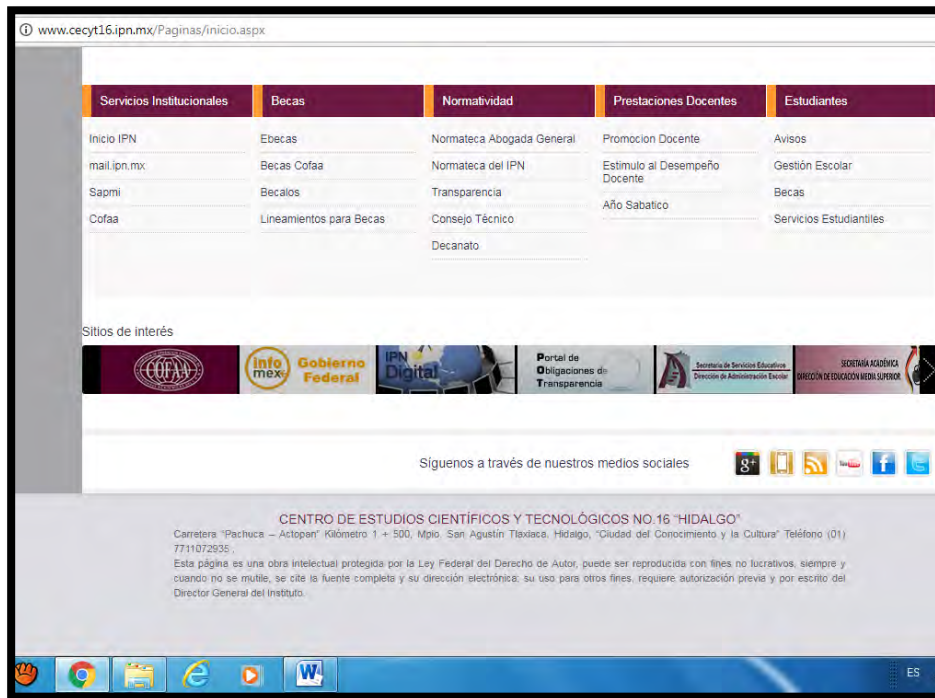 www.cecyt16.ipn.mx/Paginas/inicio.aspx
Servicios Institucionales
Becas
Normatividad
Prestaciones Docentes
Estudiantes
Inicio IPN
mail.ipn.mx
Sapmi
Cofaa
Ebecas
Becas Cofaa
Becalos
Lineamientos para Becas
Normateca Abogada General
Normateca del IPN
Transparencia
Consejo Técnico
Decanato
Promocion Docente
Estimulo al Desempeño
Docente
Año Sabatico
Avisos
Gestión Escolar
Becas
Servicios Estudiantiles
Sitios de interés
COFAA
info
mex
Gobierno
Federal
IPN
Digital
Portal de
Obligaciones de
Transparencia
Secretaría de Servicios Educativos
Dirección de Administración Escolar
SECRETARÍA ACADÉMICA
DIRECCIÓN DE EDUCACIÓN MEDIA SUPERIOR
Síguenos a través de nuestros medios sociales
g+
You Tube
f
t
CENTRO DE ESTUDIOS CIENTÍFICOS Y TECNOLÓGICOS NO.16 "HIDALGO"
Carretera "Pachuca – Actopan" Kilómetro 1 + 500, Mpio. San Agustín Tlaxiaca, Hidalgo, "Ciudad del Conocimiento y la Cultura" Teléfono (01)
7711072935 .
Esta página es una obra intelectual protegida por la Ley Federal del Derecho de Autor, puede ser reproducida con fines no lucrativos, siempre y
cuando no se mutile, se cite la fuente completa y su dirección electrónica; su uso para otros fines, requiere autorización previa y por escrito del
Director General del Instituto.
W
ES